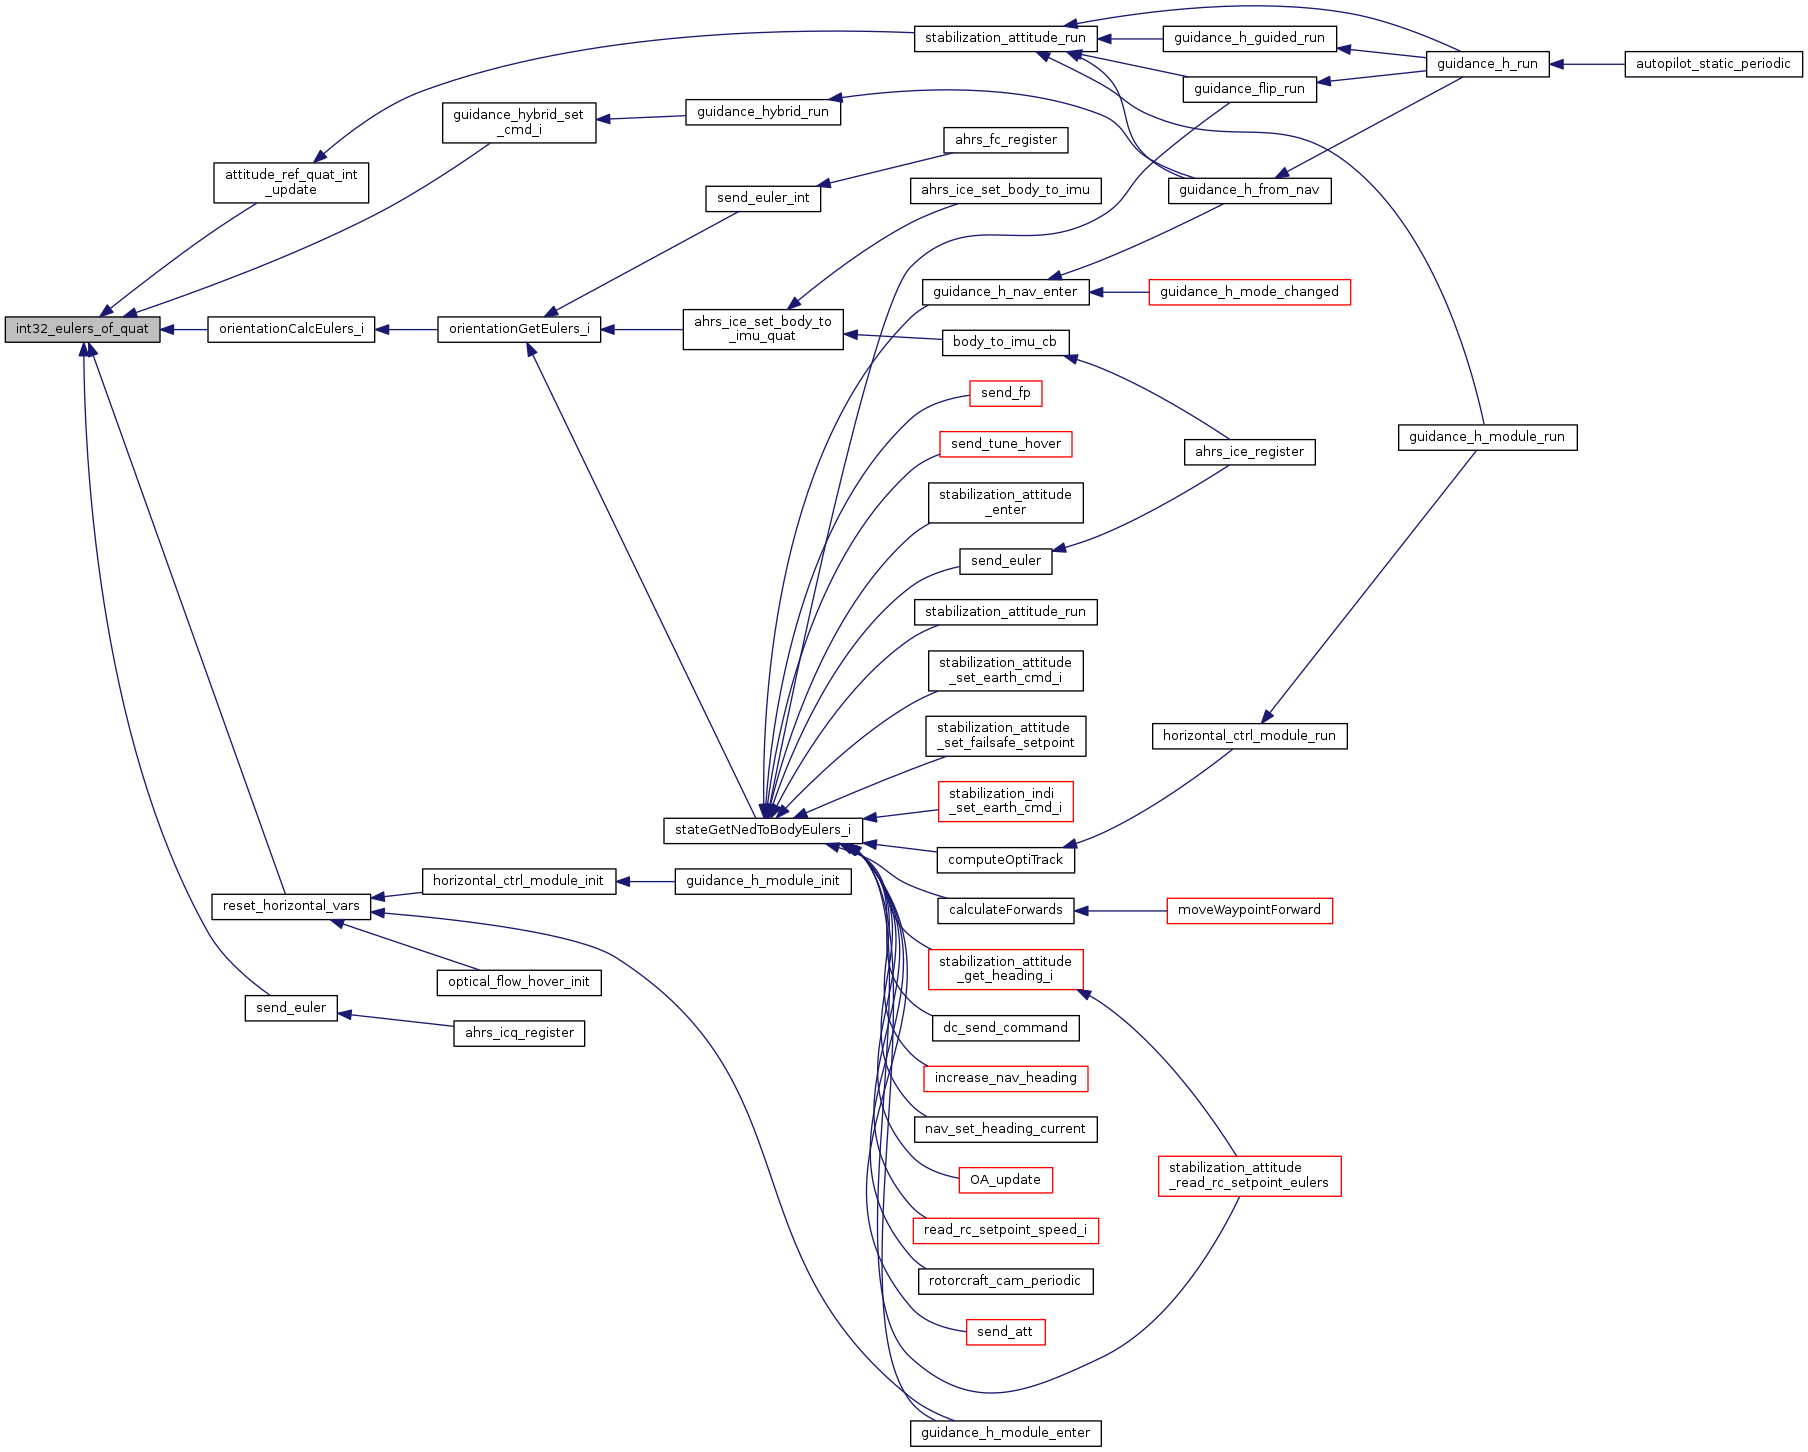 stabilization_attitude_run
guidance_h_guided_run
guidance_h_run
autopilot_static_periodic
guidance_flip_run
guidance_hybrid_set
_cmd_i
guidance_hybrid_run
ahrs_fc_register
attitude_ref_quat_int
_update
send_euler_int
ahrs_ice_set_body_to_imu
guidance_h_from_nav
guidance_h_nav_enter
guidance_h_mode_changed
int32_eulers_of_quat
orientationCalcEulers_i
orientationGetEulers_i
ahrs_ice_set_body_to
_imu_quat
body_to_imu_cb
send_fp
send_tune_hover
ahrs_ice_register
guidance_h_module_run
stabilization_attitude
_enter
send_euler
stabilization_attitude_run
stabilization_attitude
_set_earth_cmd_i
stabilization_attitude
_set_failsafe_setpoint
horizontal_ctrl_module_run
stabilization_indi
_set_earth_cmd_i
stateGetNedToBodyEulers_i
computeOptiTrack
horizontal_ctrl_module_init
guidance_h_module_init
reset_horizontal_vars
calculateForwards
moveWaypointForward
stabilization_attitude
_get_heading_i
optical_flow_hover_init
send_euler
ahrs_icq_register
dc_send_command
increase_nav_heading
nav_set_heading_current
OA_update
stabilization_attitude
_read_rc_setpoint_eulers
read_rc_setpoint_speed_i
rotorcraft_cam_periodic
send_att
guidance_h_module_enter